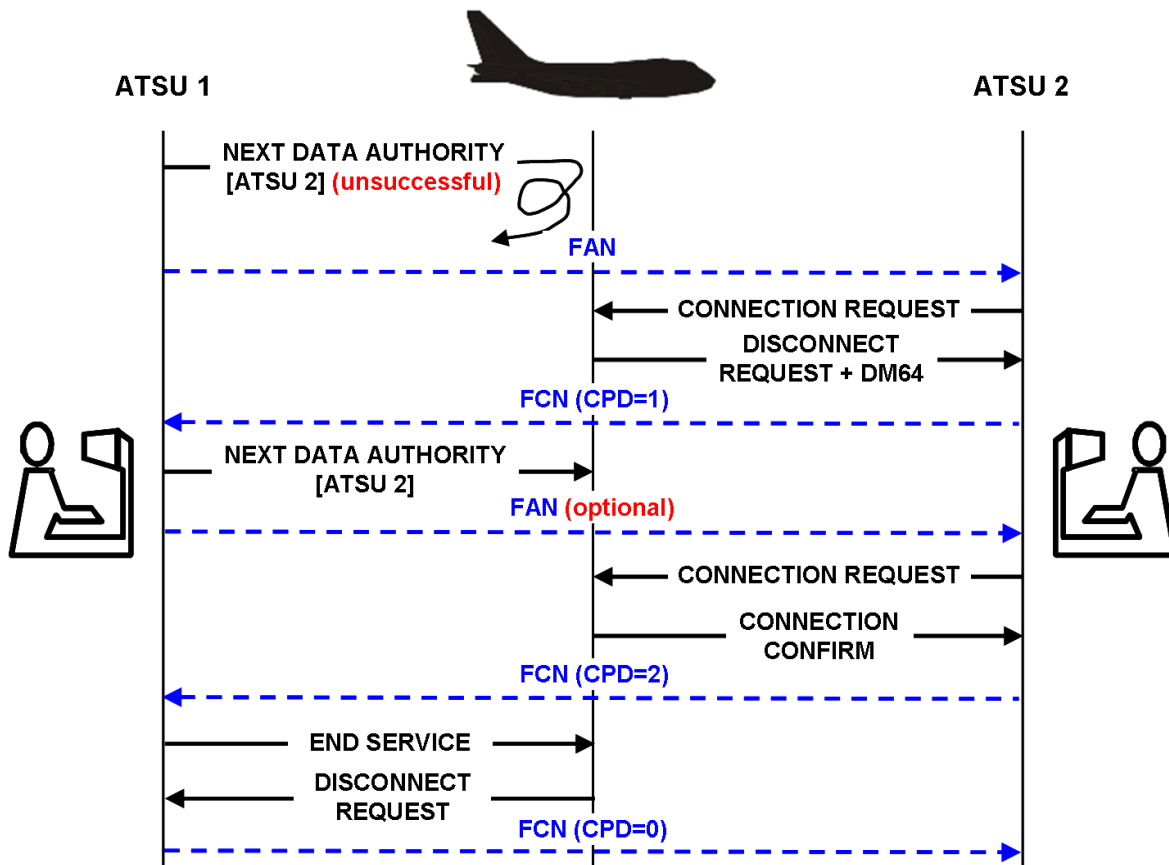 ATSU 1
ATSU 2
NEXT DATA AUTHORITY
[ATSU 2] (unsuccessful)
FAN
CONNECTION REQUEST
DISCONNECT
REQUEST + DM64
FCN (CPD=1)
NEXT DATA AUTHORITY
[ATSU 2]
FAN (optional)
CONNECTION REQUEST
CONNECTION
CONFIRM
FCN (CPD=2)
END SERVICE
DISCONNECT
REQUEST
FCN (CPD=0)